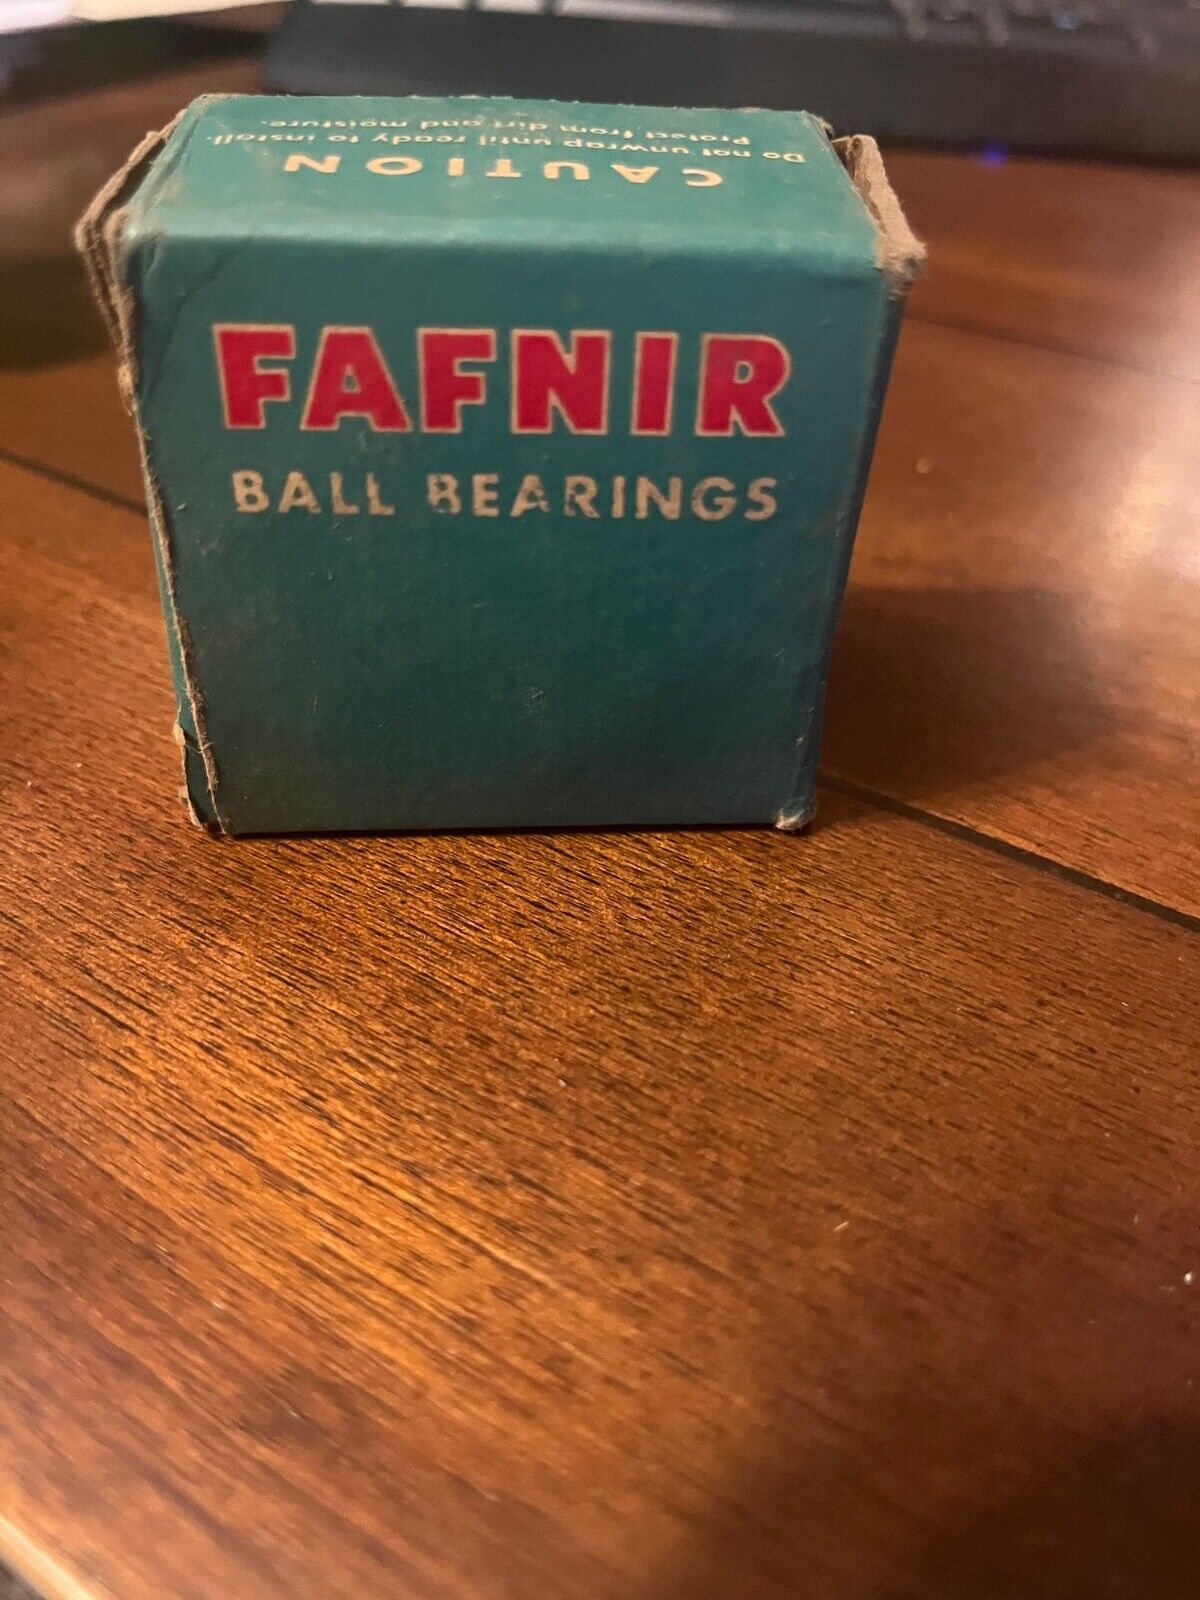 CAUTION
Do not unwrap until ready to install.
Protect from dirt and moisture.
FAFNIR
BALL BEARINGS